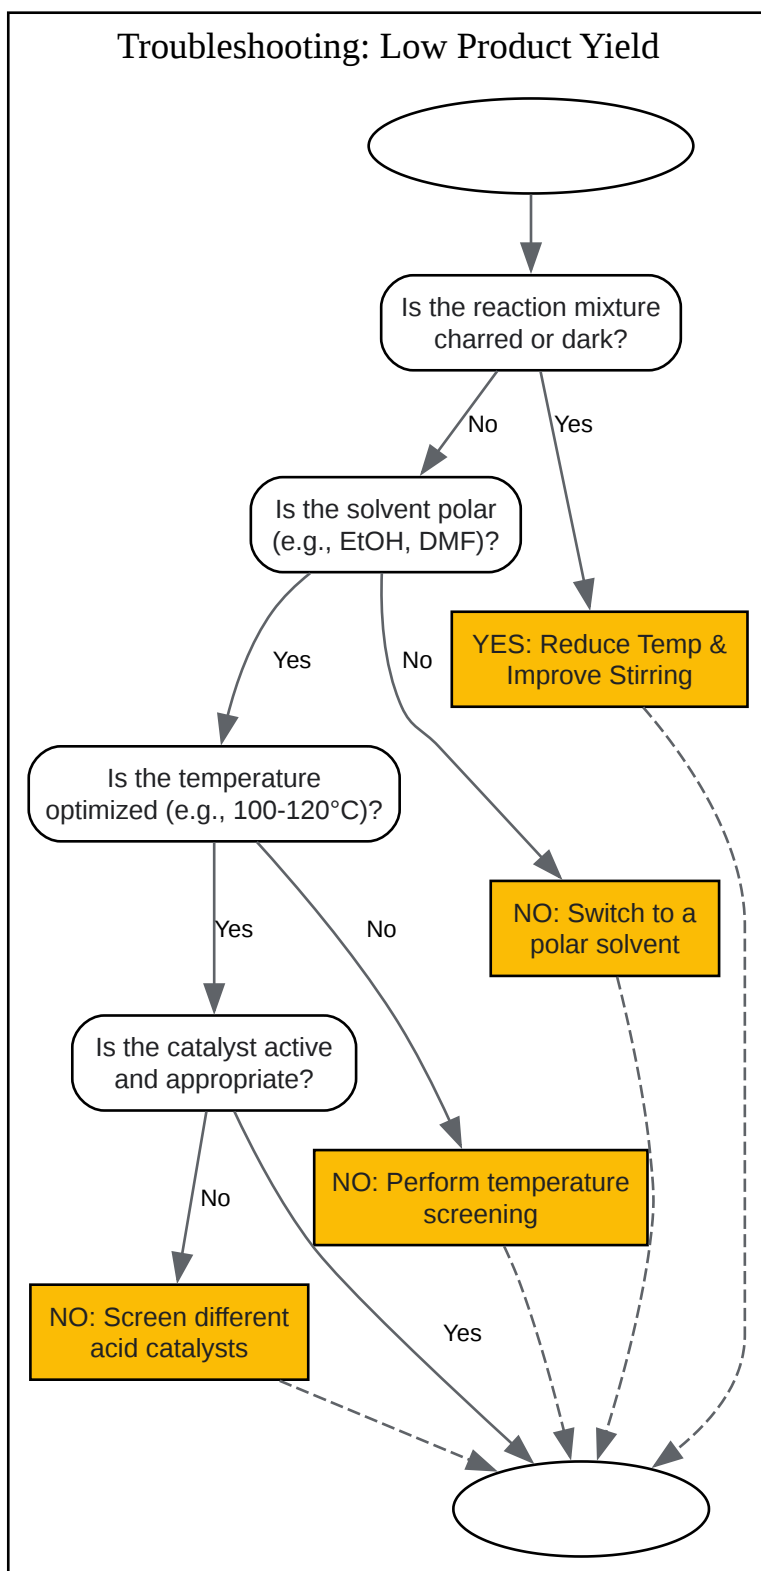 Troubleshooting: Low Product Yield
Is the reaction mixture
charred or dark?
No
Yes
Is the solvent polar
(e.g., EtOH, DMF)?
YES: Reduce Temp &
Improve Stirring
Yes
No
Is the temperature
optimized (e.g., 100-120°C)?
NO: Switch to a
polar solvent
Yes
No
Is the catalyst active
and appropriate?
NO: Perform temperature
screening
No
NO: Screen different
acid catalysts
Yes